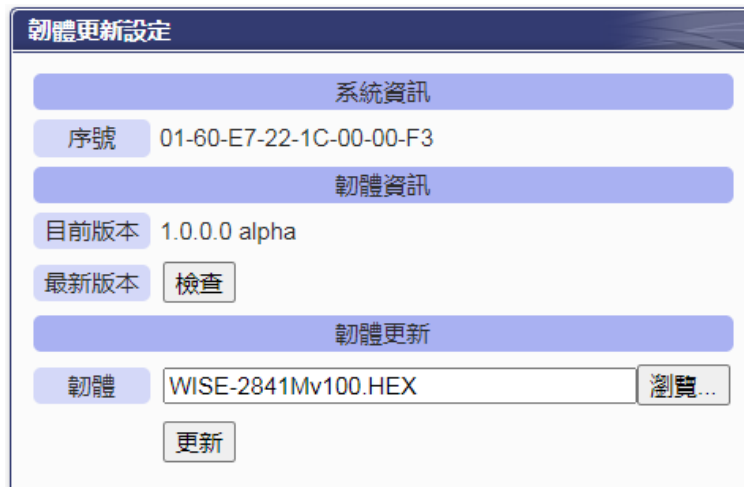 韌體更新設定
系統資訊
序號 01-60-E7-22-1C-00-00-F3
韌體資訊
目前版本 1.0.0.0 alpha
最新版本 檢查
韌體更新
韌體 WISE-2841Mv100.HEX 瀏覽...
更新